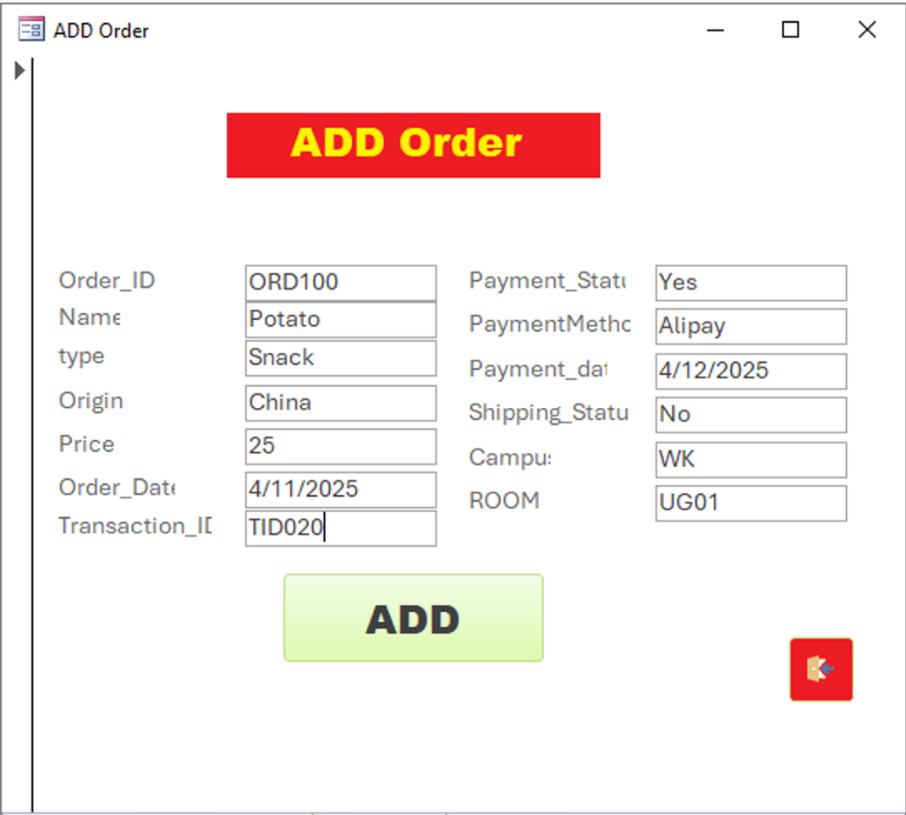 ADD Order
ADD Order
Order_ID ORD100
Name Potato
type Snack
Origin China
Price 25
Order_Date 4/11/2025
Transaction_ID TID020
Payment_Statu Yes
PaymentMetho Alipay
Payment_dat 4/12/2025
Shipping_Statu No
Campus WK
ROOM UG01
ADD